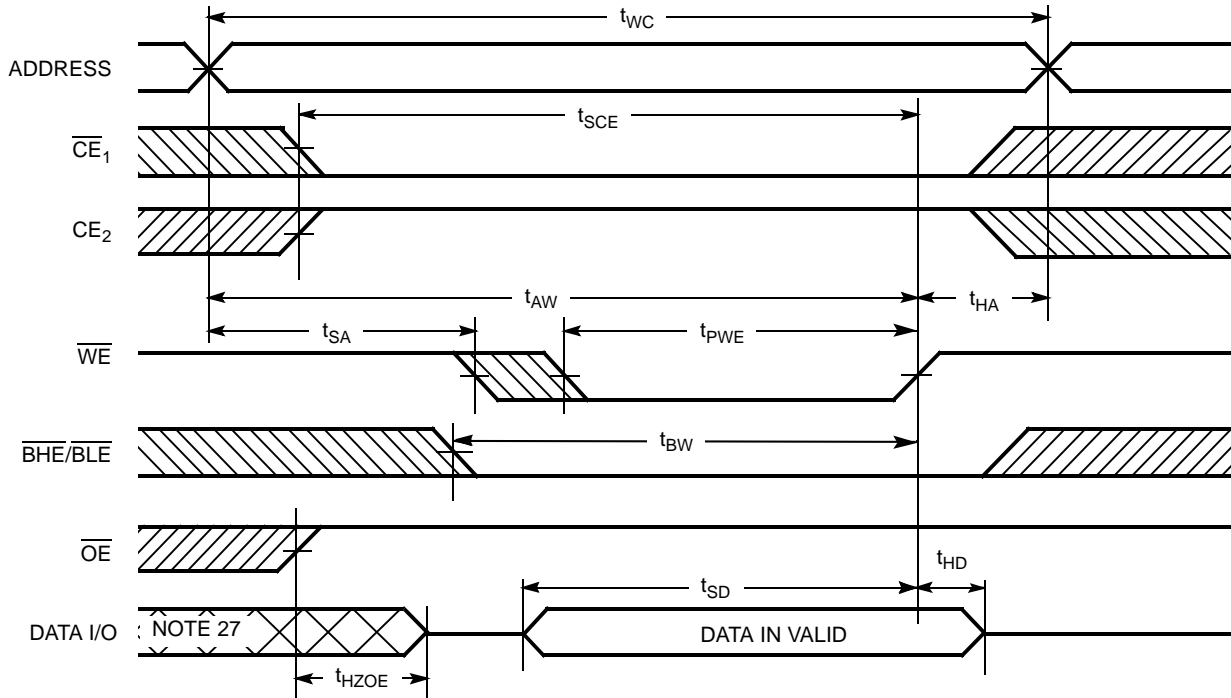 tWC
ADDRESS
tSCE
CE1
CE2
tAW
tHA
tSA
tPWE
WE
tBW
BHE/BLE
OE
tHD
tSD
DATA I/O
NOTE 27
DATA IN VALID
tHZOE